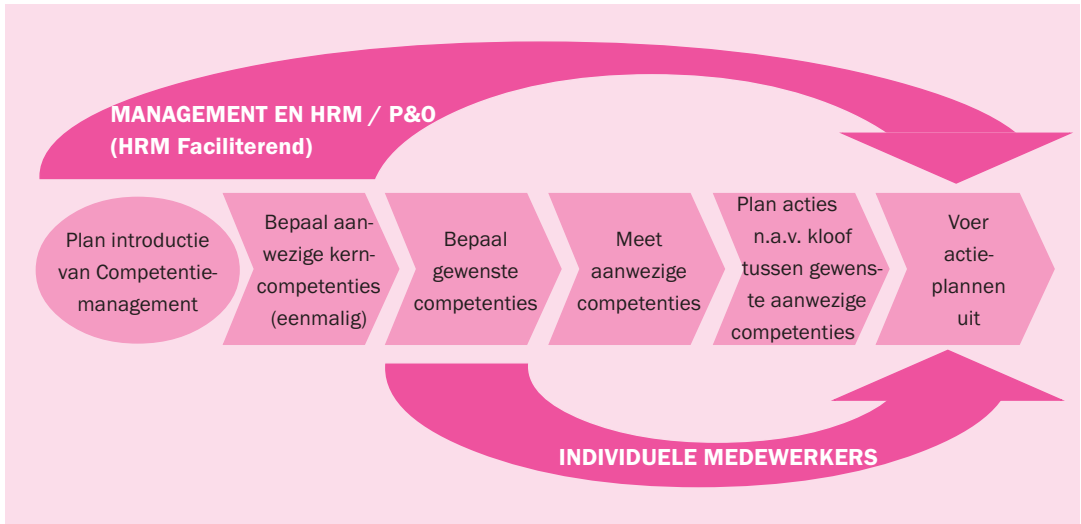 MANAGEMENT EN HRM / P&O
(HRM Faciliterend)
Plan introductie
van Competentie-
management
Bepaal aan-
wezige kern-
competenties
(eenmalig)
Bepaal
gewenste
competenties
Meet
aanwezige
competenties
Plan acties
n.a.v. kloof
tussen gewens-
te aanwezige
competenties
Voer
actie-
plannen
uit
INDIVIDUELE MEDEWERKERS